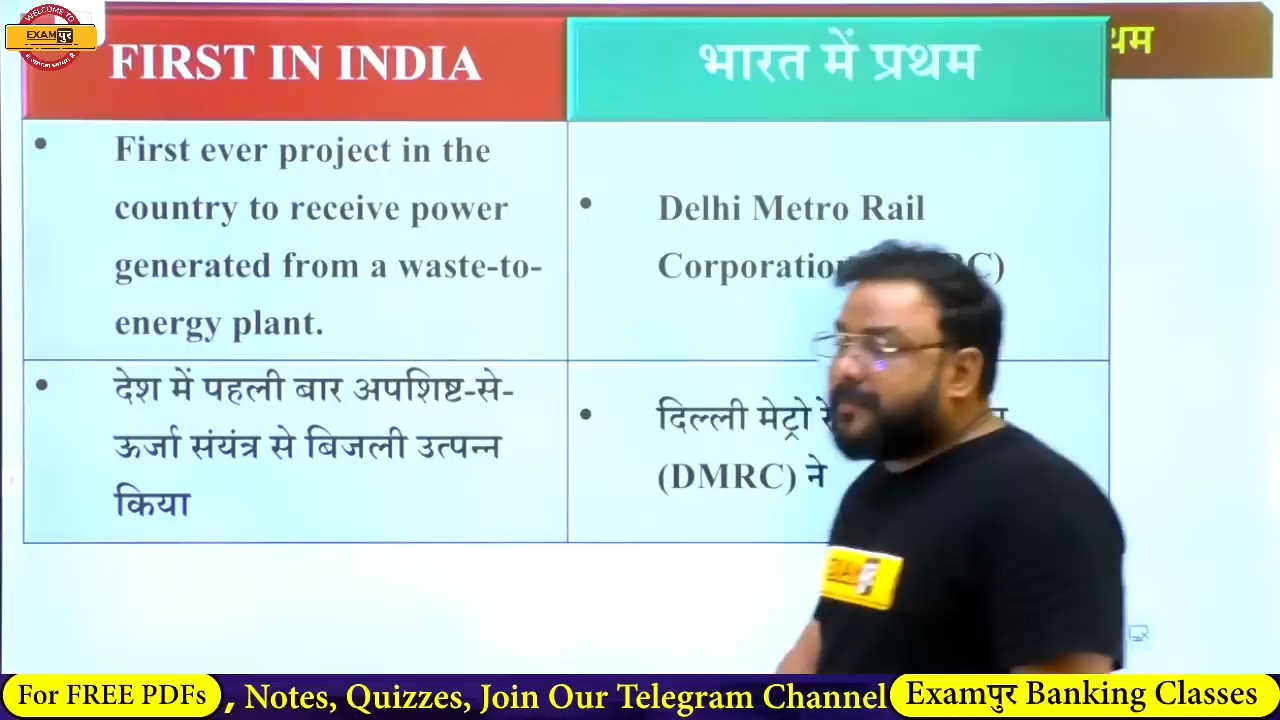 WELCOME TO
EXAMपुर
FIRST IN INDIA
भारत में प्रथम
थम
• First ever project in the
country to receive power
generated from a waste-to-
energy plant.
• Delhi Metro Rail
Corporation
C)
• देश में पहली बार अपशिष्ट-से-
ऊर्जा संयंत्र से बिजली उत्पन्न
किया
• दिल्ली मेट्रो
(DMRC) ने
For FREE PDFs , Notes, Quizzes, Join Our Telegram Channel Examपुर Banking Classes